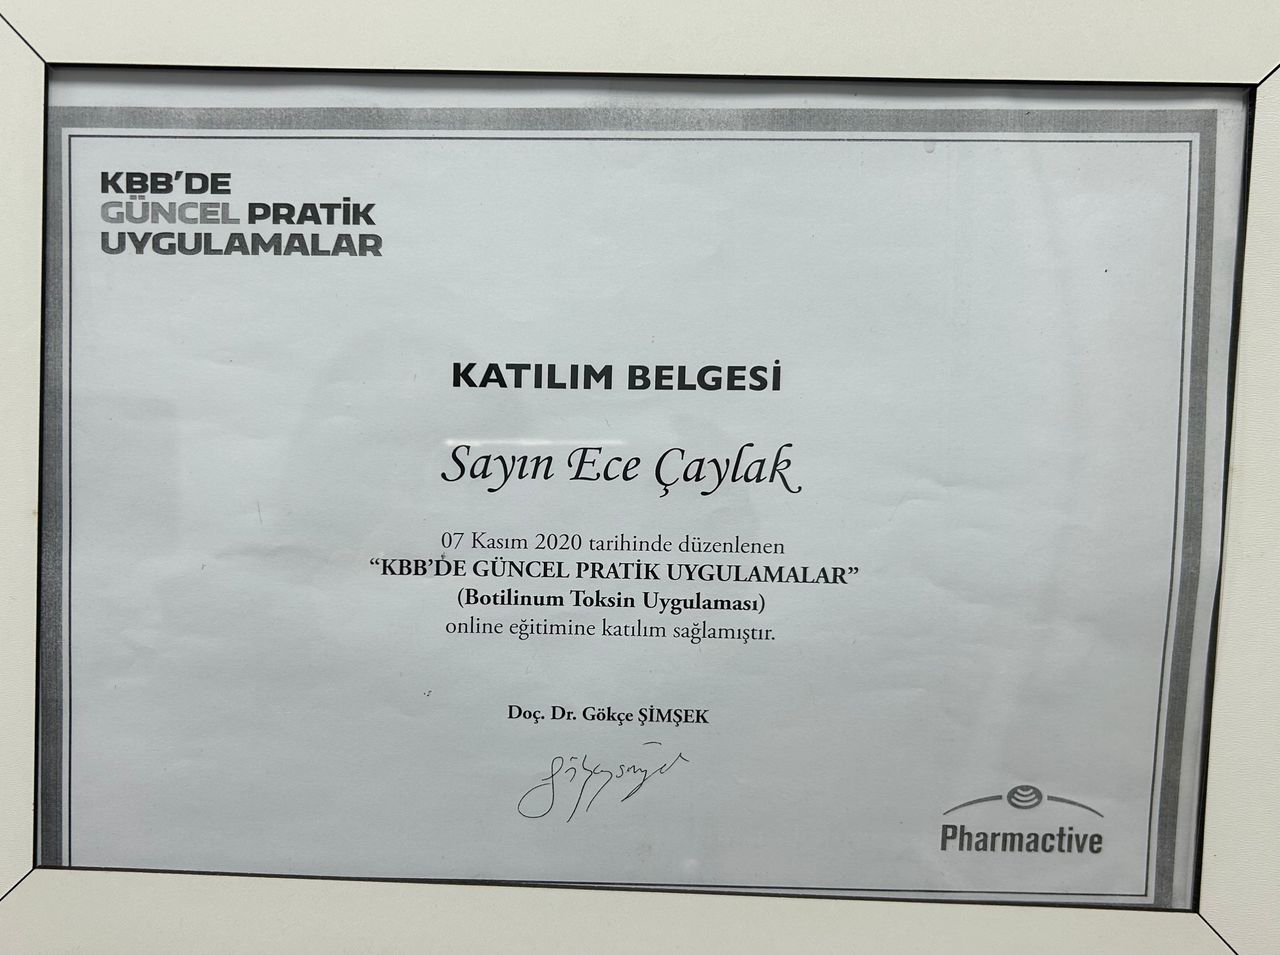 KBB'DE
GÜNCEL PRATİK
UYGULAMALAR
KATILIM BELGESİ
Sayın Ece Çaylak
07 Kasım 2020 tarihinde düzenlenen
“KBB’DE GÜNCEL PRATİK UYGULAMALAR”
(Botilinum Toksin Uygulaması)
online eğitimine katılım sağlamıştır.
Doç. Dr. Gökçe ŞİMŞEK
Pharmactive